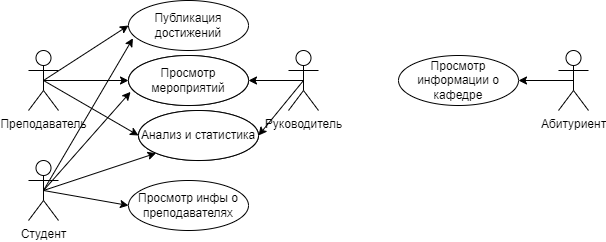 Публикация
достижений
Просмотр
мероприятий
Просмотр
информации о
кафедре
Преподаватель
Анализ и статистика
Руководитель
Абитуриент
Просмотр инфы о
преподавателях
Студент